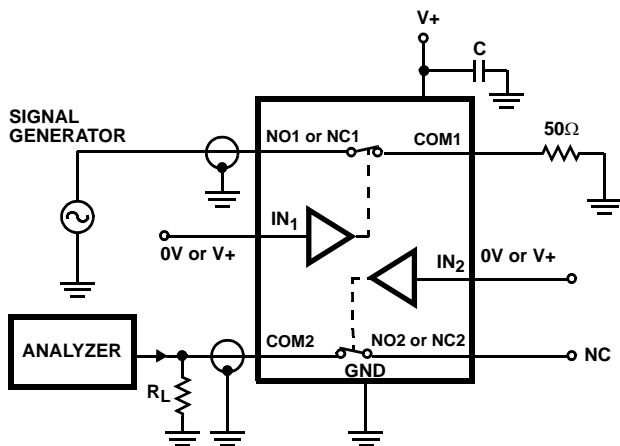 V+
C
SIGNAL
GENERATOR
NO1 or NC1
COM1
50Ω
IN1
0V or V+
IN2
0V or V+
ANALYZER
COM2
NO2 or NC2
NC
GND
RL